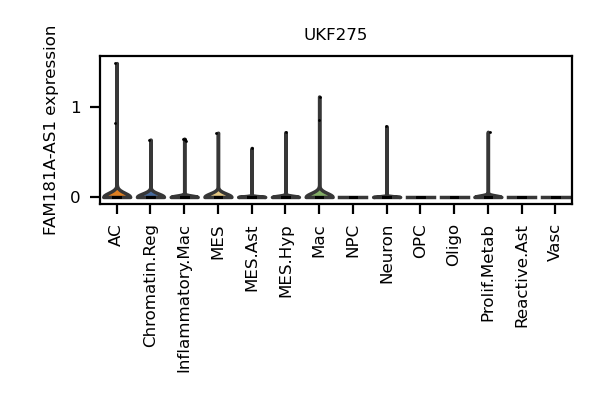 UKF275
FAM181A-AS1 expression
1
0
AC
Chromatin.Reg
Inflammatory.Mac
MES
MES.Ast
MES.Hyp
Mac
NPC
Neuron
OPC
Oligo
Prolif.Metab
Reactive.Ast
Vasc